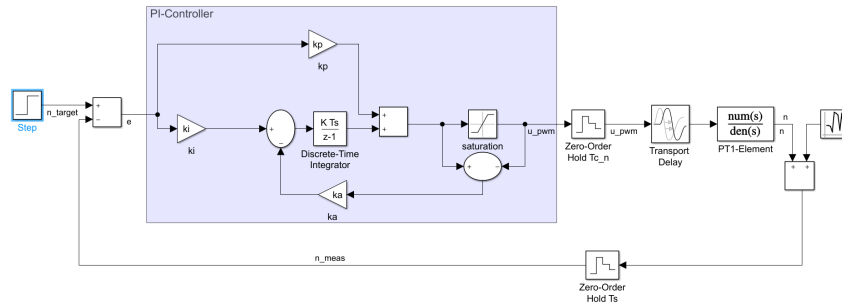 PI-Controller
kp
kp
+
+
+
−
n_target
Step
e
ki
ki
+
−
K Ts
z-1
Discrete-Time
Integrator
saturation
u_pwm
+
−
ka
ka
Zero-Order
Hold Tc_n
u_pwm
Transport
Delay
num(s)
den(s)
PT1-Element
n
n
+
+
n_meas
Zero-Order
Hold Ts